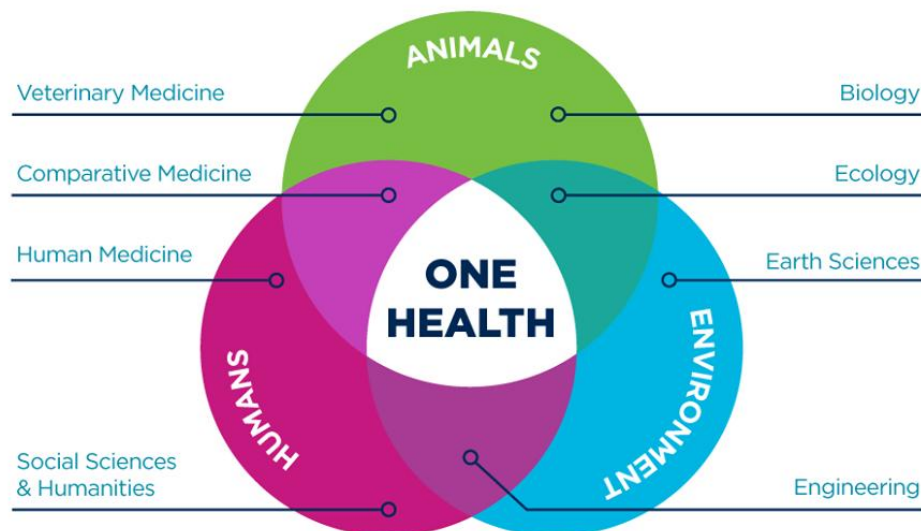 ANIMALS
Veterinary Medicine
Biology
Comparative Medicine
Ecology
Human Medicine
Earth Sciences
ONE
HEALTH
HUMANS
ENVIRONMENT
Social Sciences
& Humanities
Engineering